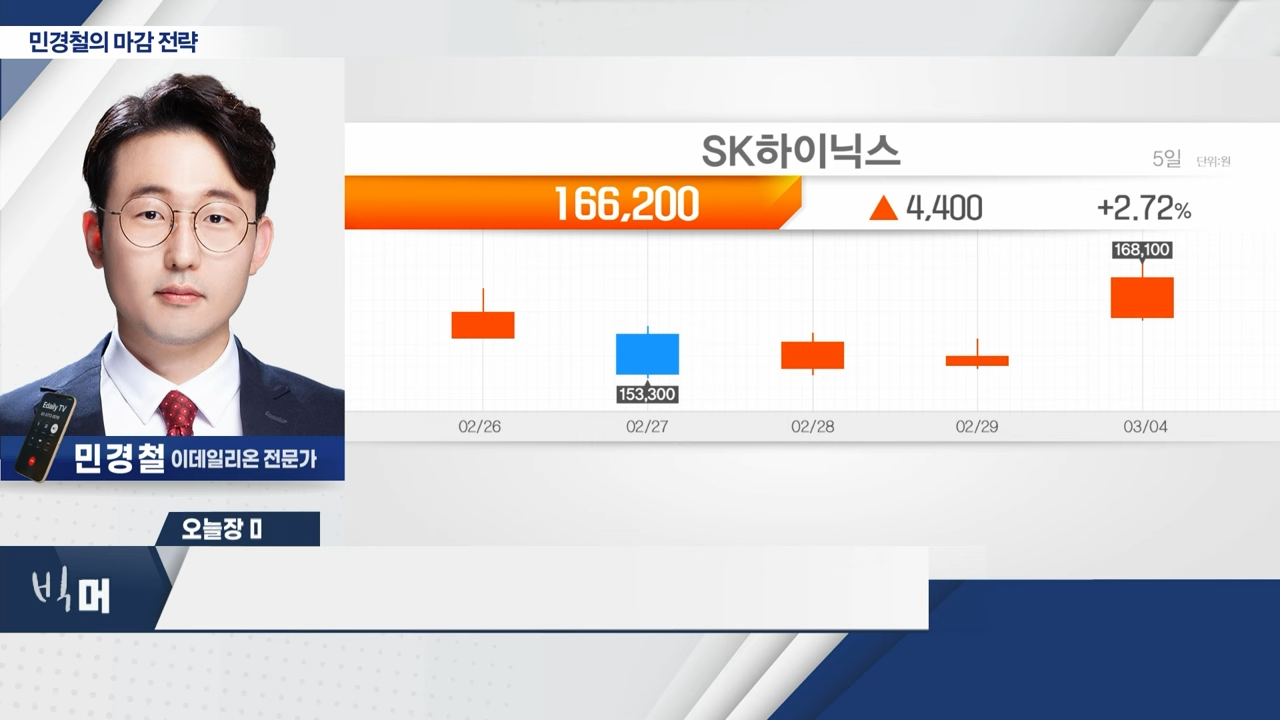 민경철의 마감 전략
SK하이닉스
5일 단위:원
166,200 ▲ 4,400 +2.72%
168,100
153,300
02/26 02/27 02/28 02/29 03/04
Edaily TV
민경철 이데일리온 전문가
오늘장
빅머